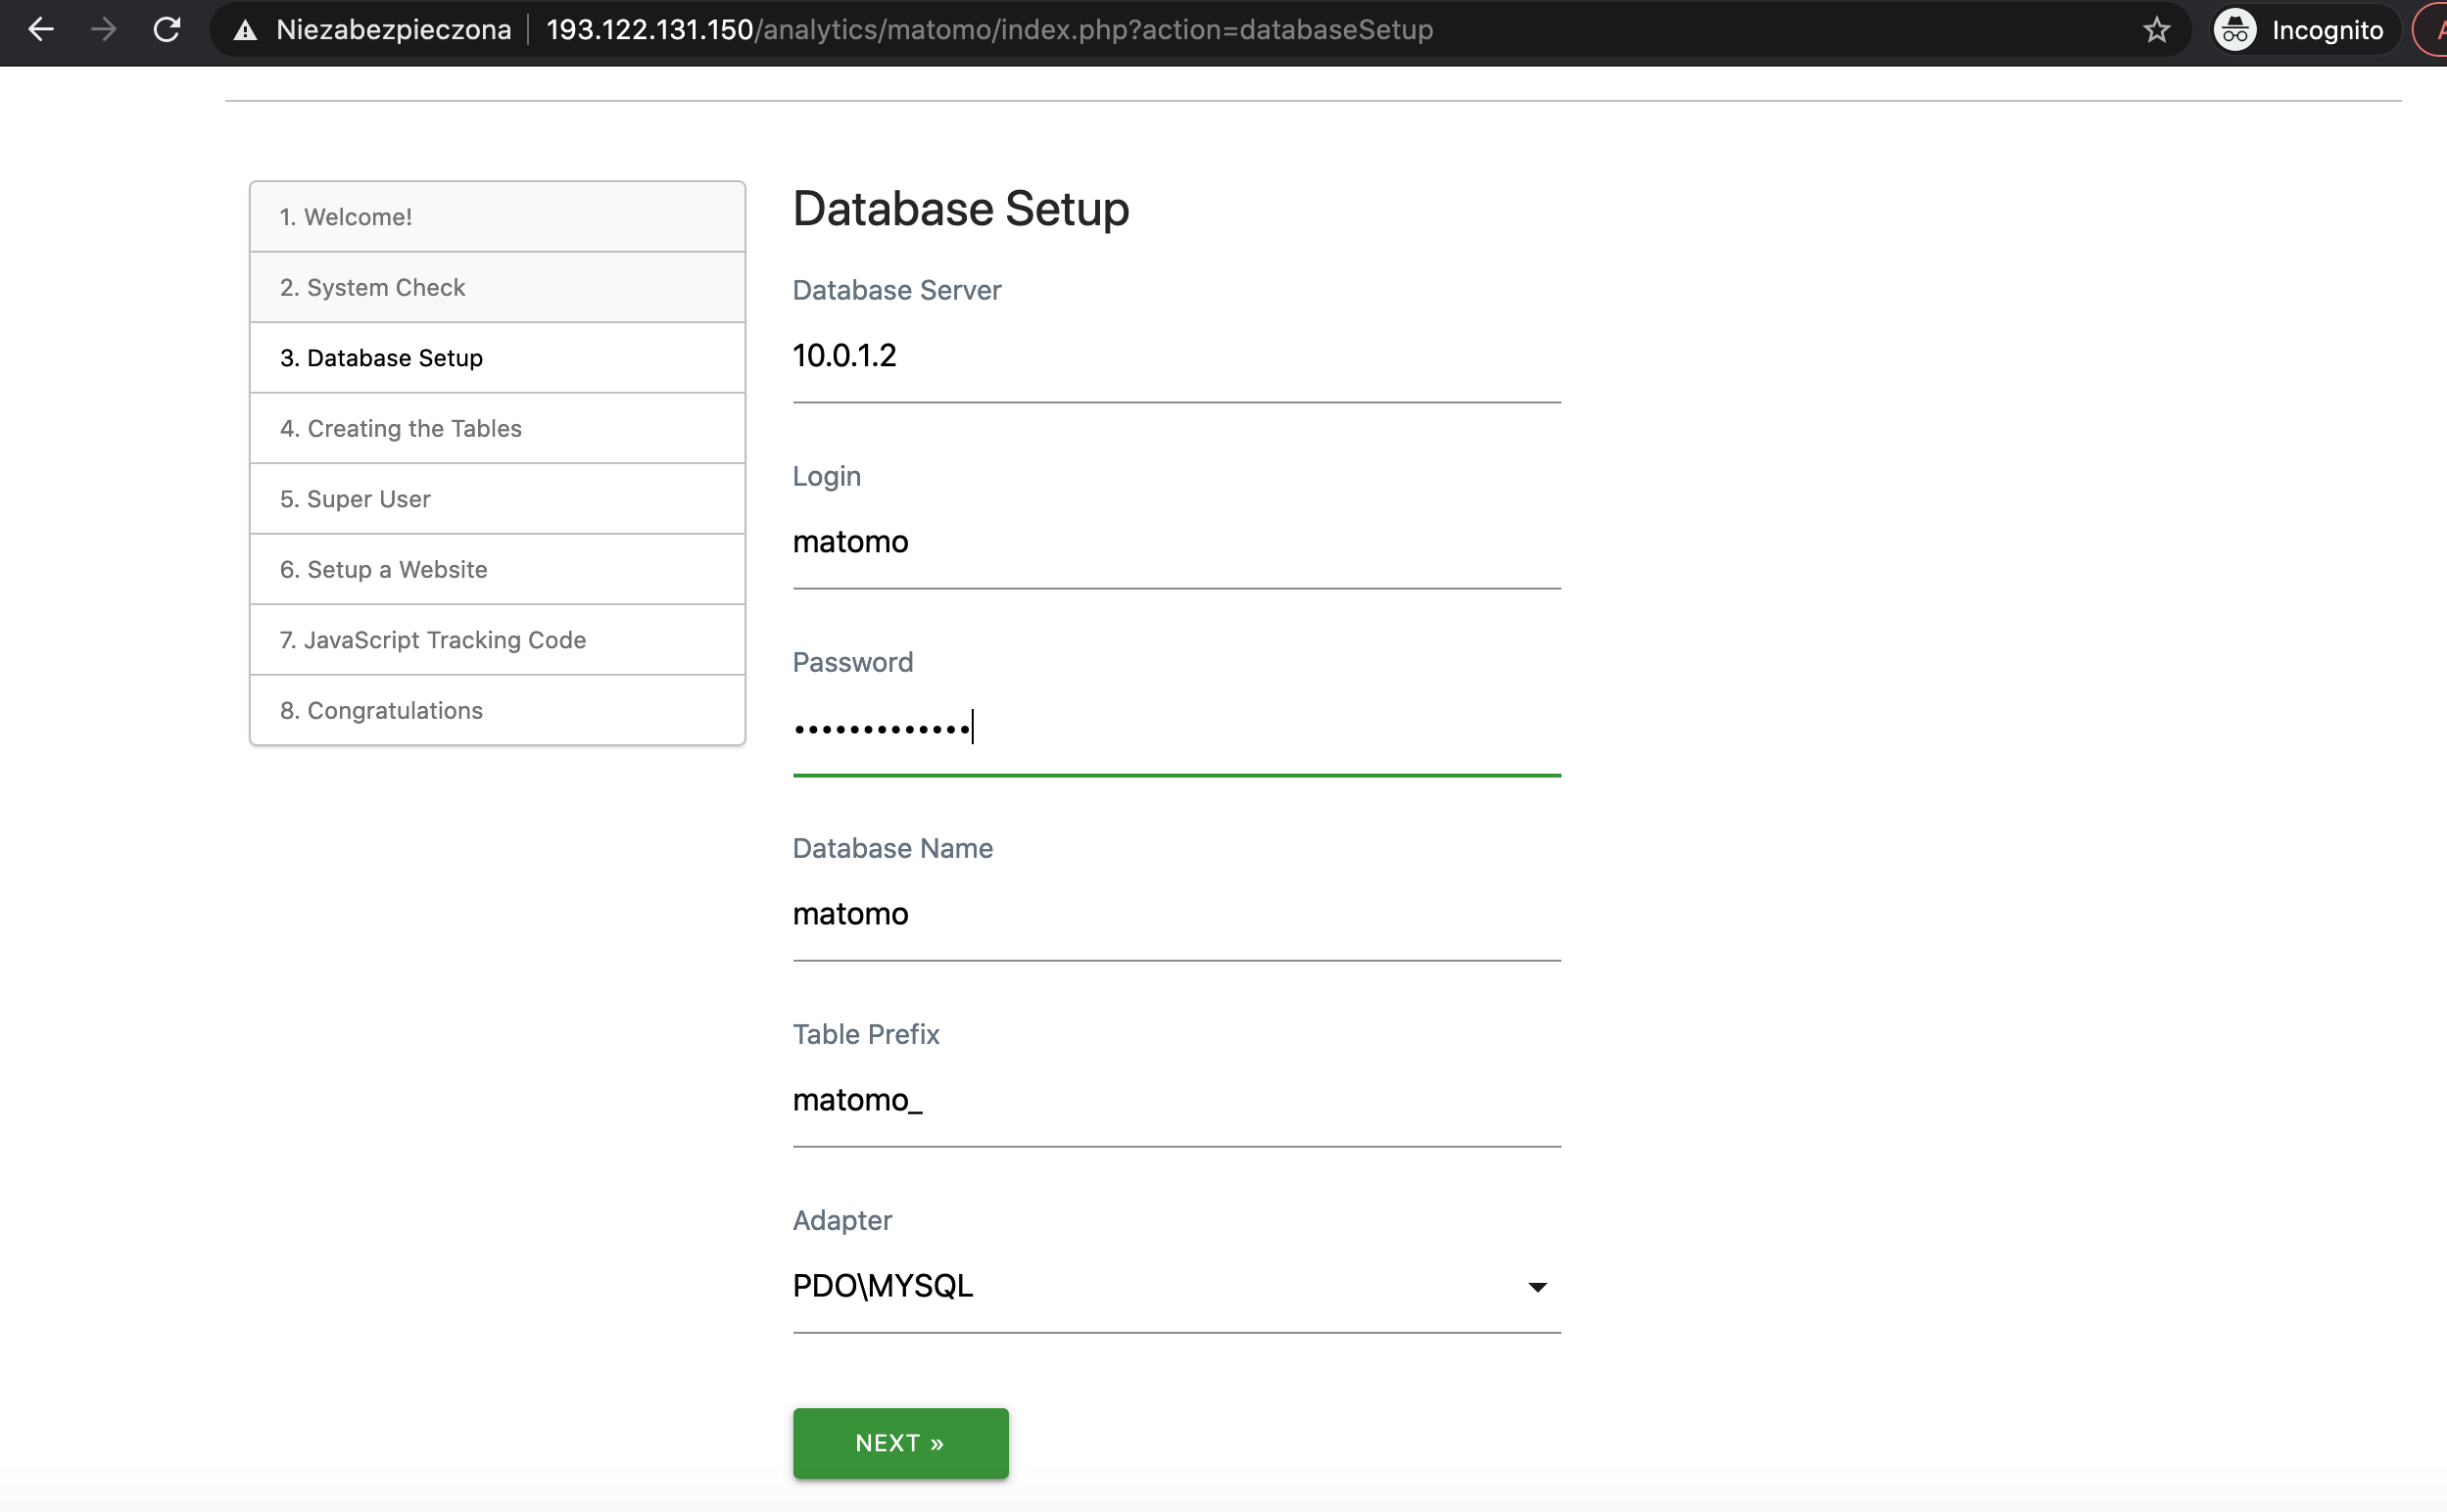 Niezabezpieczona 193.122.131.150/analytics/matomo/index.php?action=databaseSetup Incognito
1. Welcome!
2. System Check
3. Database Setup
4. Creating the Tables
5. Super User
6. Setup a Website
7. JavaScript Tracking Code
8. Congratulations
Database Setup
Database Server
10.0.1.2
Login
matomo
Password
•••••••••••••
Database Name
matomo
Table Prefix
matomo_
Adapter
PDO\MYSQL
NEXT »